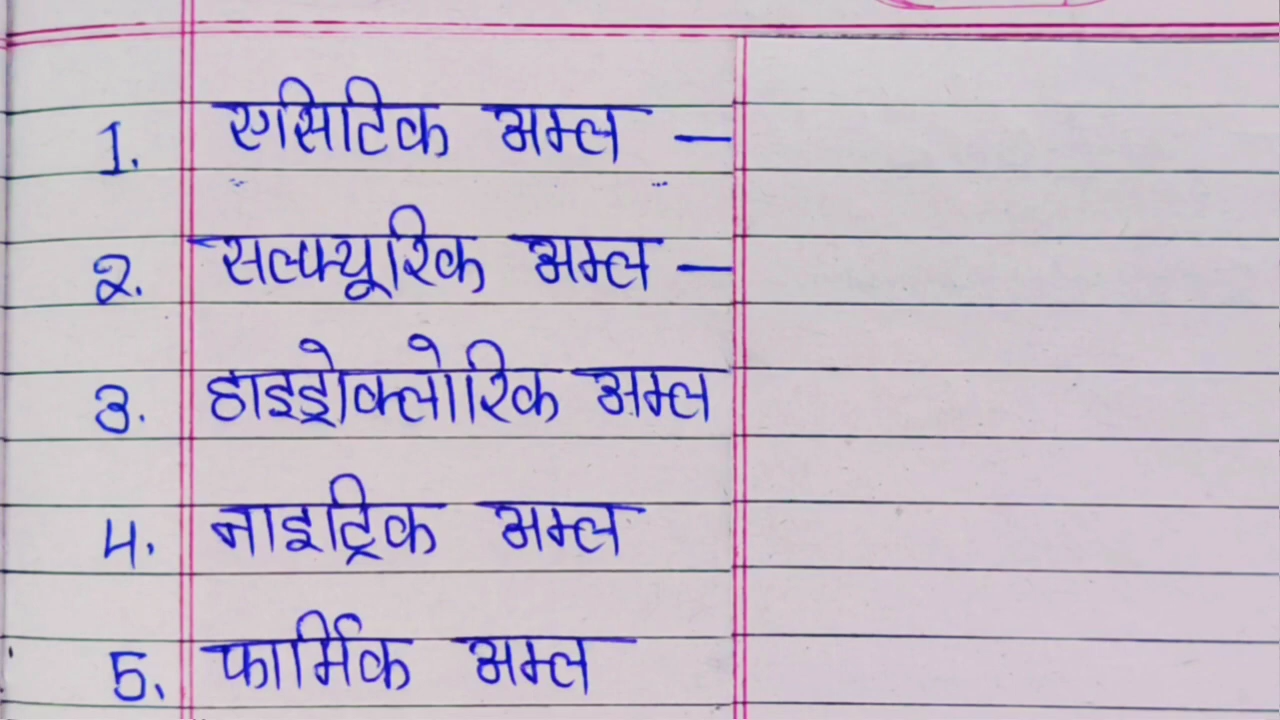 1. एसिटिक अम्ल —
2. सल्फ्यूरिक अम्ल —
3. हाइड्रोक्लोरिक अम्ल
4. नाइट्रिक अम्ल
5. फार्मिक अम्ल